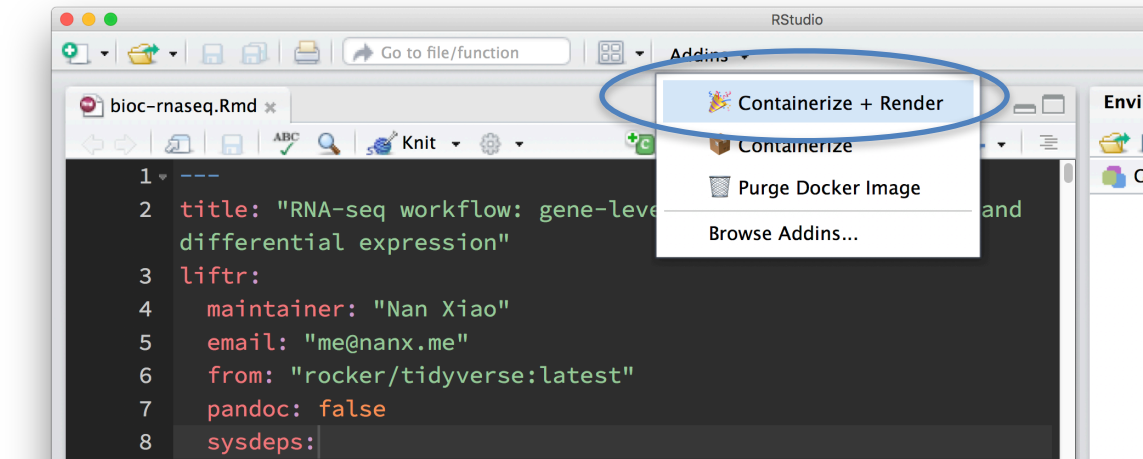 RStudio
Go to file/function
Addins
bioc-rnaseq.Rmd
Containerize + Render
Envi
ABC
Knit
C
Containerize
C
1 ---
Purge Docker Image
2 title: "RNA-seq workflow: gene-leve and
differential expression"
Browse Addins...
3 liftr:
4 maintainer: "Nan Xiao"
5 email: "me@nanx.me"
6 from: "rocker/tidyverse:latest"
7 pandoc: false
8 sysdeps: